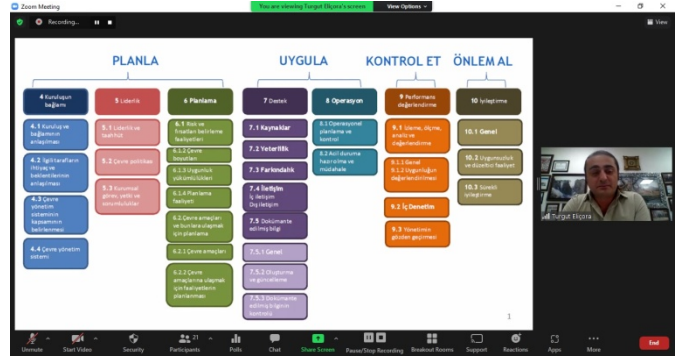 Zoom Meeting
You are viewing Turgut Eliçora's screen
View Options
Recording...
View
PLANLA
UYGULA
KONTROL ET
ÖNLEM AL
4 Kuruluşun
bağlamı
5 Liderlik
6 Planlama
7 Destek
8 Operasyon
9 Performans
değerlendirme
10 İyileştirme
4.1 Kuruluş ve
bağlamının
anlaşılması
4.2 İlgili tarafların
ihtiyaç ve
beklentilerinin
anlaşılması
4.3 Çevre
yönetim
sisteminin
kapsamının
belirlenmesi
4.4 Çevre yönetim
sistemi
5.1 Liderlik ve
taahhüt
5.2 Çevre politikası
5.3 Kurumsal
görev, yetki ve
sorumluluklar
6.1 Risk ve
fırsatları belirleme
faaliyetleri
6.1.2 Çevre
boyutları
6.1.3 Uygunluk
yükümlülükleri
6.1.4 Planlama
faaliyeti
6.2 Çevre amaçları
ve bunlara ulaşmak
için planlama
6.2.1 Çevre amaçları
6.2.2 Çevre
amaçlarına ulaşmak
için faaliyetlerin
planlanması
7.1 Kaynaklar
7.2 Yeterlilik
7.3 Farkındalık
7.4 İletişim
İç iletişim
Dış iletişim
7.5 Dokümante
edilmiş bilgi
7.5.1 Genel
7.5.2 Oluşturma
ve güncelleme
7.5.3 Dokümante
edilmiş bilginin
kontrolü
8.1 Operasyonel
planlama ve
kontrol
8.2 Acil duruma
hazır olma ve
müdahale
9.1 İzleme, ölçme,
analiz ve
değerlendirme
9.1.1 Genel
9.1.2 Uygunluğun
değerlendirilmesi
9.2 İç Denetim
9.3 Yönetimin
gözden geçirmesi
10.1 Genel
10.2 Uygunsuzluk
ve düzeltici faaliyet
10.3 Sürekli
iyileştirme
1
Turgut Eliçora
Unmute
Start Video
Security
Participants
21
Polls
Chat
Share Screen
Pause/Stop Recording
Breakout Rooms
Support
Reactions
Apps
More
End